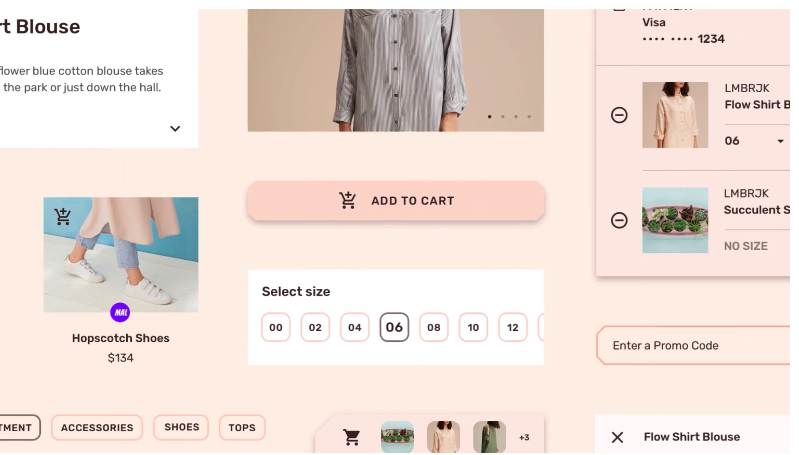 rt Blouse
flower blue cotton blouse takes
the park or just down the hall.
MAL
Hopscotch Shoes
$134
TMENT
ACCESSORIES
SHOES
TOPS
ADD TO CART
Select size
00 02 04 06 08 10 12
+3
Visa
•••• •••• 1234
LMBRJK
Flow Shirt B
06
LMBRJK
Succulent S
NO SIZE
Enter a Promo Code
Flow Shirt Blouse